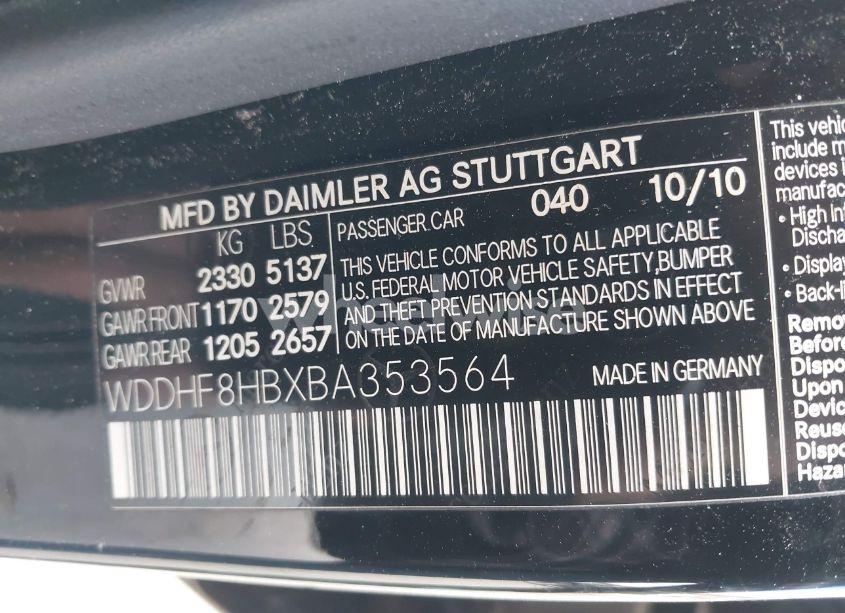 MFD BY DAIMLER AG STUTTGART
KG LBS
PASSENGER CAR 040 10/10
GVWR 2330 5137
GAWR FRONT 1170 2579
GAWR REAR 1205 2657
THIS VEHICLE CONFORMS TO ALL APPLICABLE
U.S. FEDERAL MOTOR VEHICLE SAFETY,BUMPER
AND THEFT PREVENTION STANDARDS IN EFFECT
ON THE DATE OF MANUFACTURE SHOWN ABOVE
WDDHF8HBXBA353564 MADE IN GERMANY
This vehic
include m
devices i
manufac
• High Int
Discha
• Display
• Back-li
Remov
Before
Dispo
Upon
Devic
Reuse
Dispo
Hazar